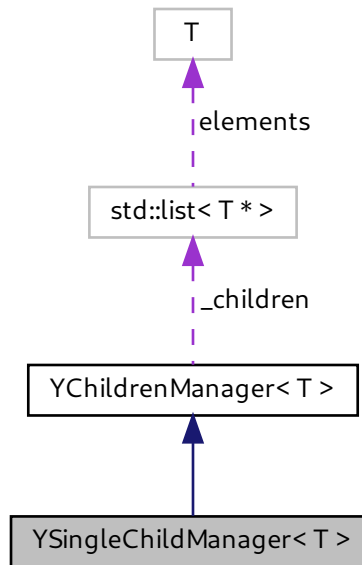 T
elements
std::list< T * >
_children
YChildrenManager< T >
YSingleChildManager< T >